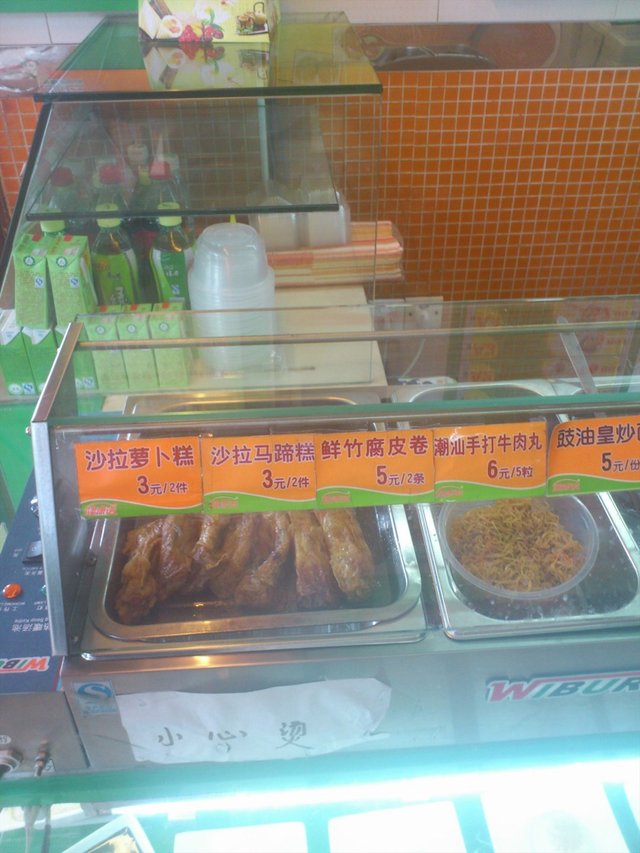 沙拉萝卜糕
3元/2件
沙拉马蹄糕
3元/2件
鲜竹腐皮卷
5元/2条
潮汕手打牛肉丸
6元/5粒
豉油皇炒
5元/份
WIBUR
小心烫